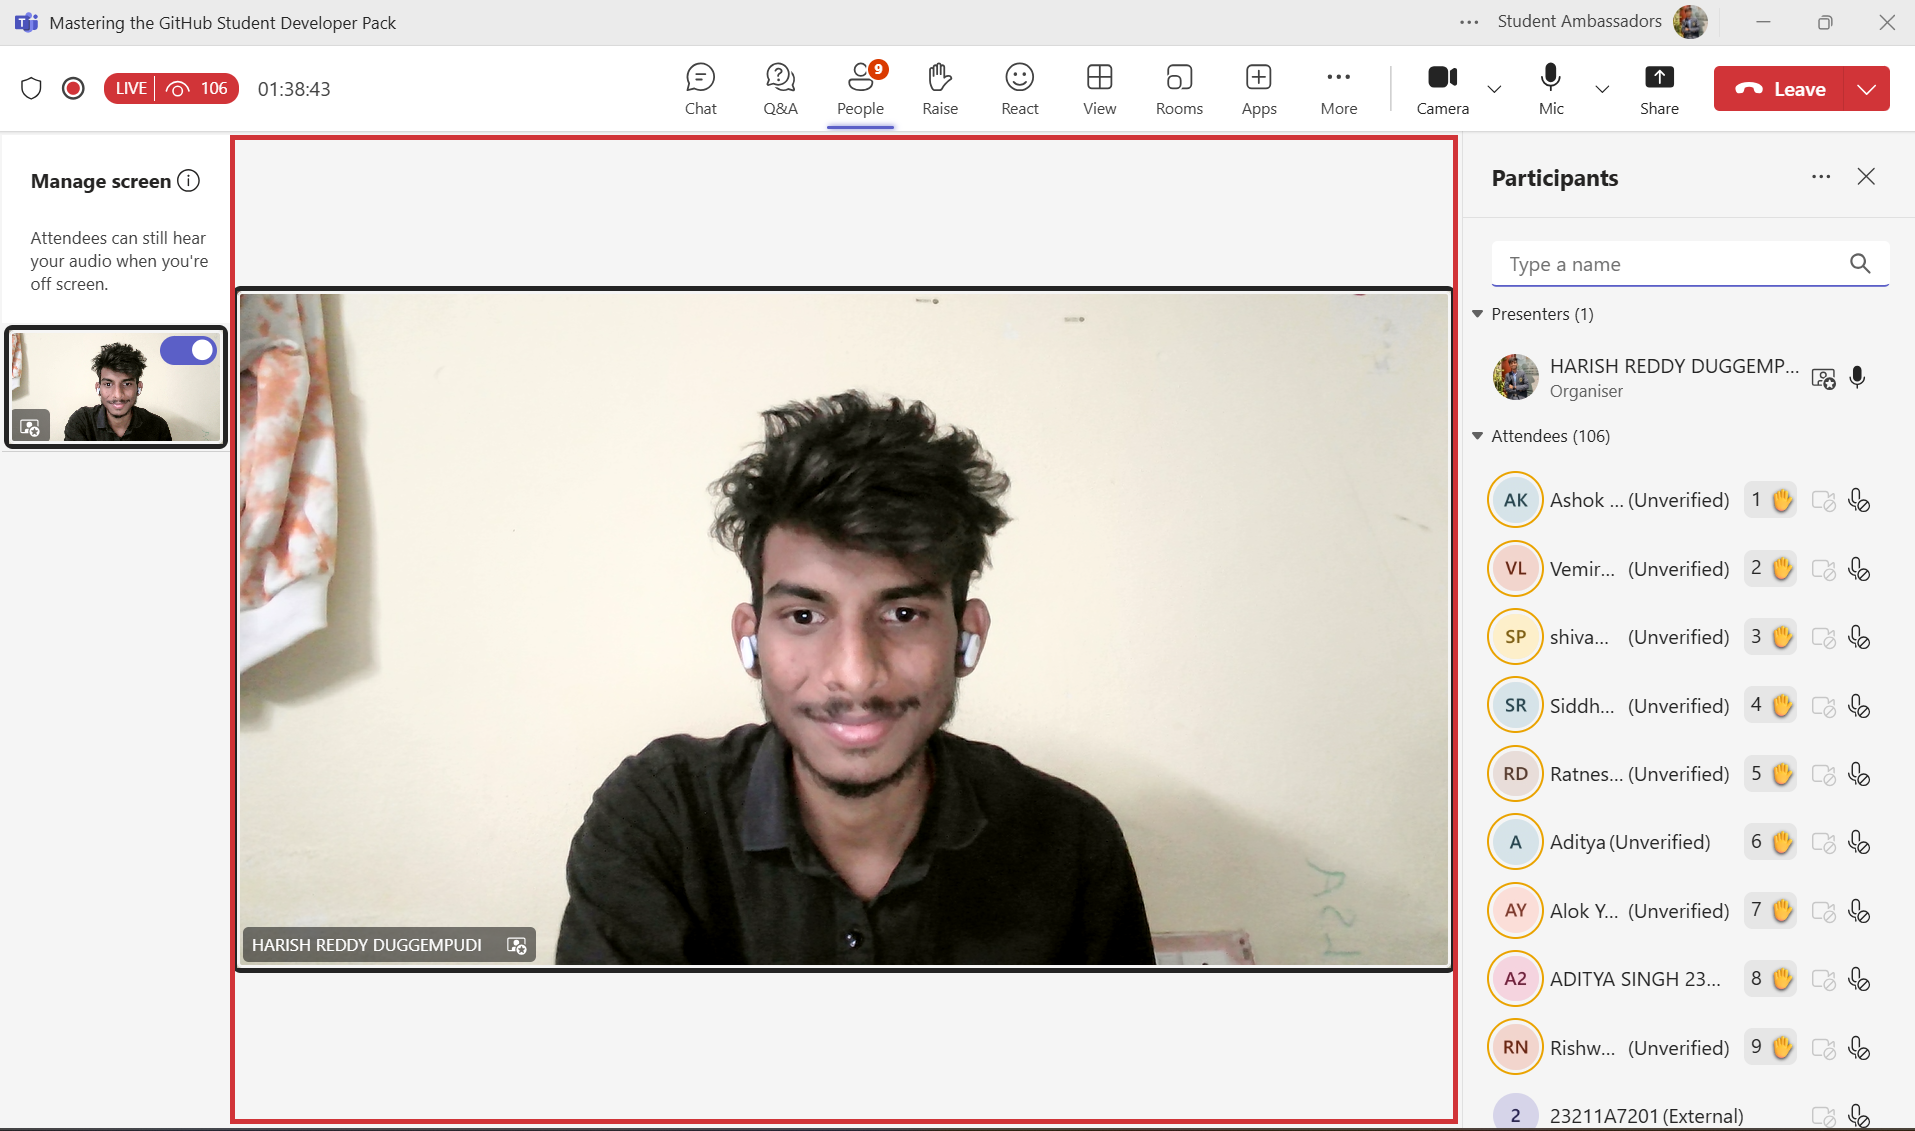 Mastering the GitHub Student Developer Pack
Student Ambassadors
LIVE 106 01:38:43
Chat
Q&A
9
People
Raise
React
View
Rooms
Apps
More
Camera
Mic
Share
Leave
Manage screen
Attendees can still hear
your audio when you're
off screen.
HARISH REDDY DUGGEMPUDI
Participants
Type a name
Presenters (1)
HARISH REDDY DUGGEMP...
Organiser
Attendees (106)
AK Ashok ... (Unverified) 1
VL Vemir... (Unverified) 2
SP shiva... (Unverified) 3
SR Siddh... (Unverified) 4
RD Ratnes... (Unverified) 5
A Aditya (Unverified) 6
AY Alok Y... (Unverified) 7
A2 ADITYA SINGH 23... 8
RN Rishw... (Unverified) 9
2 23211A7201 (External)